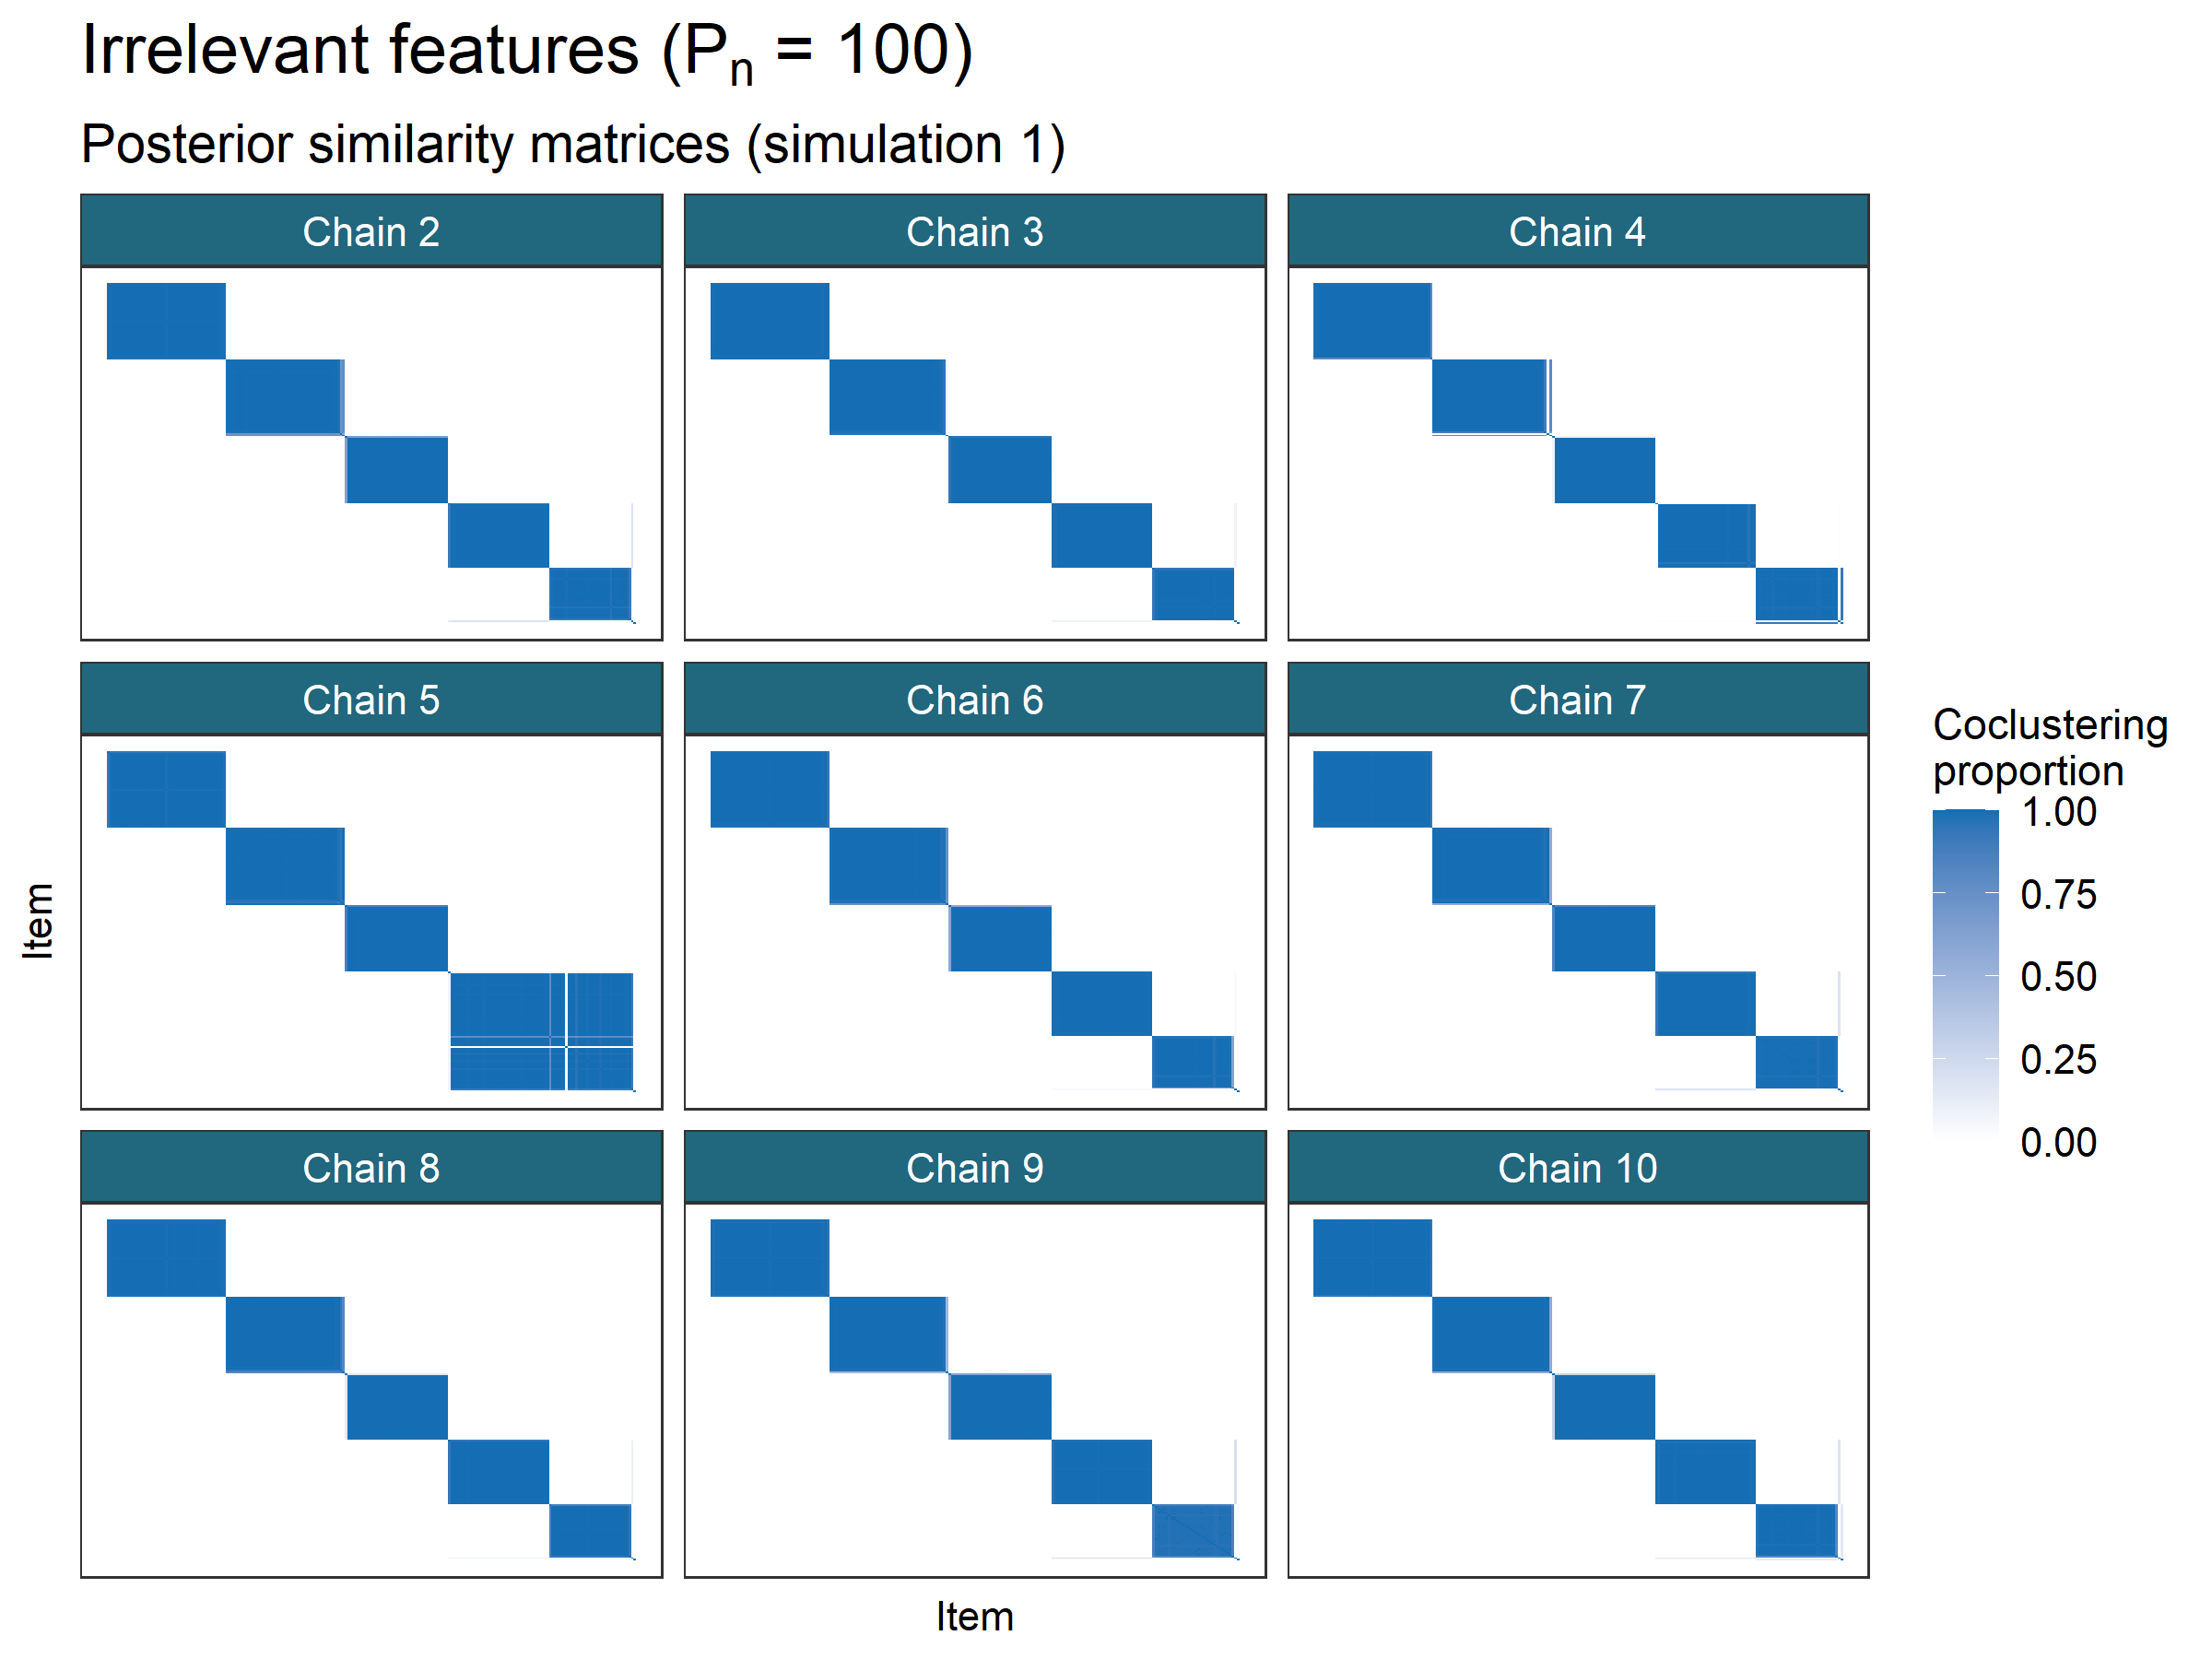 Irrelevant features (Pn = 100)
Posterior similarity matrices (simulation 1)
Chain 2
Chain 3
Chain 4
Chain 5
Chain 6
Chain 7
Chain 8
Chain 9
Chain 10
Item
Item
Coclustering
proportion
1.00
0.75
0.50
0.25
0.00